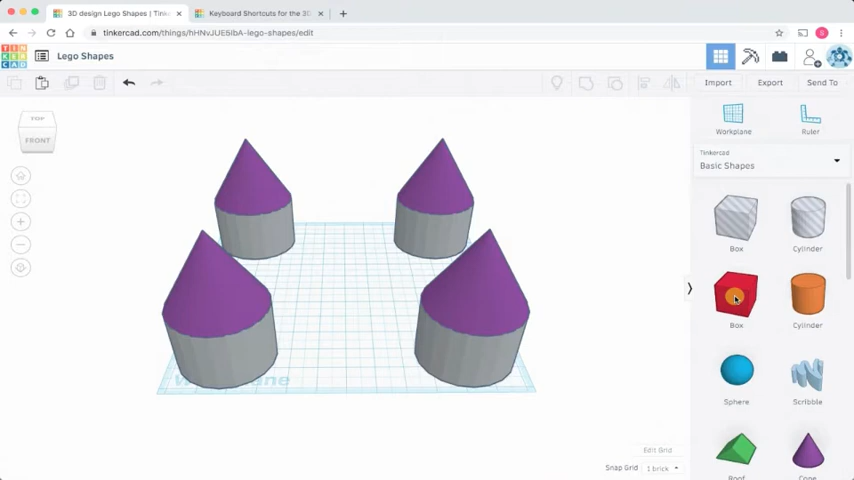 3D design Lego Shapes | Tink
Keyboard Shortcuts for the 3D
tinkercad.com/things/hHNvJUE5lbA-lego-shapes/edit
S
TIN
KER
CAD
Lego Shapes
Import
Export
Send To
TOP
FRONT
Workplane
Ruler
Tinkercad
Basic Shapes
Box
Cylinder
Box
Cylinder
Sphere
Scribble
Roof
Cone
Workplane
Edit Grid
Snap Grid
1 brick